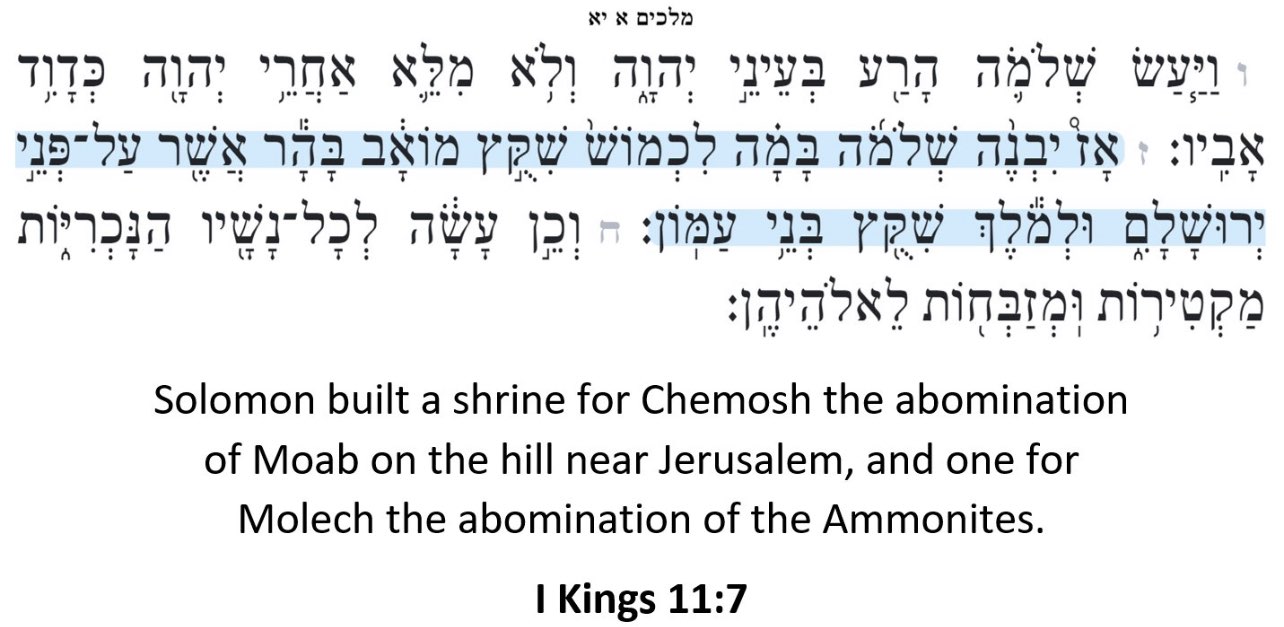 מלכים א יא
ו וַיַּ֧עַשׂ שְׁלֹמֹ֛ה הָרַ֖ע בְּעֵינֵ֣י יְהוָ֑ה וְלֹ֥א מִלֵּ֛א אַחֲרֵ֥י יְהוָ֖ה כְּדָוִ֥ד
אָבִֽיו׃ ז אָז֩ יִבְנֶ֨ה שְׁלֹמֹ֜ה בָּמָ֗ה לִכְמוֹשׁ֙ שִׁקֻּ֣ץ מוֹאָ֔ב בָּהָ֕ר אֲשֶׁ֖ר עַל־פְּנֵ֣י
יְרוּשָׁלִָ֑ם וּלְמֹ֕לֶךְ שִׁקֻּ֖ץ בְּנֵ֥י עַמּֽוֹן׃ ח וְכֵ֣ן עָשָׂ֔ה לְכָל־נָשָׁ֖יו הַנָּכְרִיּ֑וֹת
מַקְטִיר֥וֹת וּֽמְזַבְּח֖וֹת לֵאלֹהֵיהֶֽן׃
Solomon built a shrine for Chemosh the abomination
of Moab on the hill near Jerusalem, and one for
Molech the abomination of the Ammonites.
I Kings 11:7